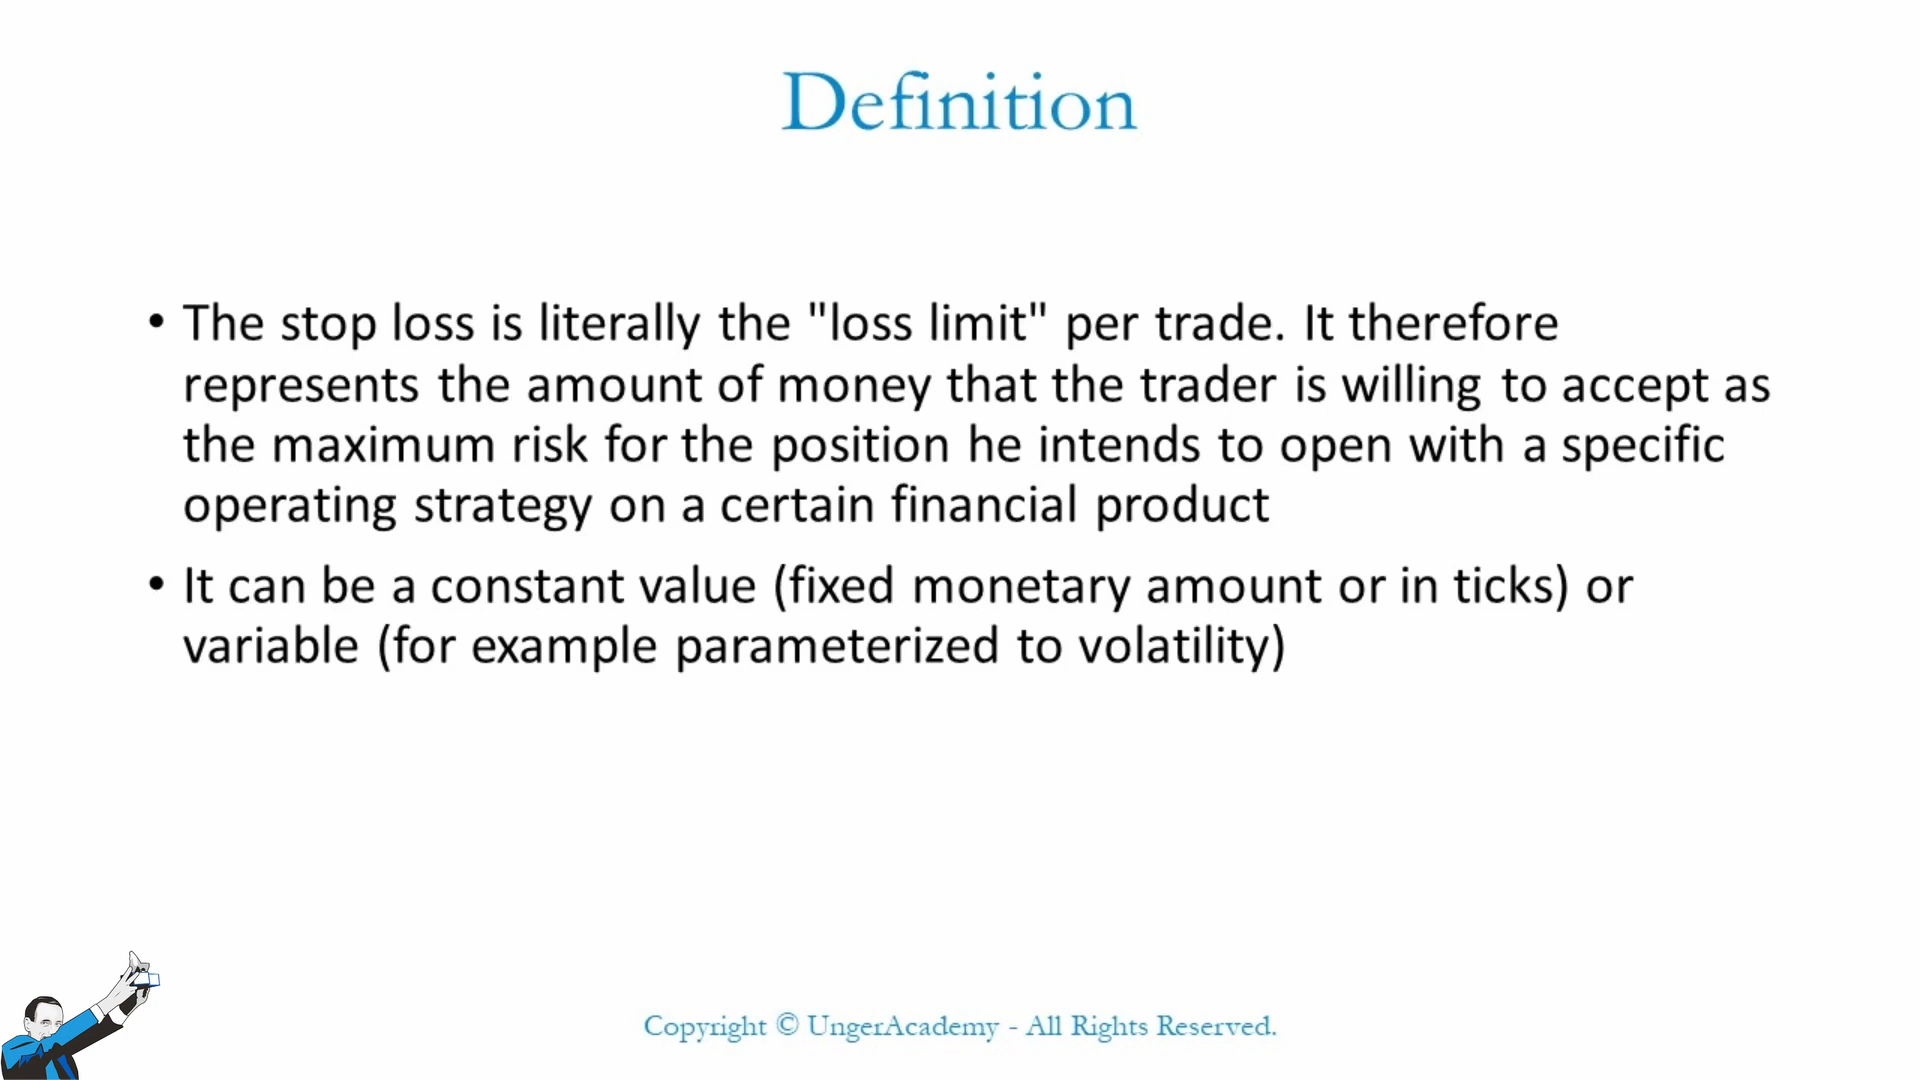 Definition
• The stop loss is literally the "loss limit" per trade. It therefore
represents the amount of money that the trader is willing to accept as
the maximum risk for the position he intends to open with a specific
operating strategy on a certain financial product
• It can be a constant value (fixed monetary amount or in ticks) or
variable (for example parameterized to volatility)
Copyright © UngerAcademy - All Rights Reserved.